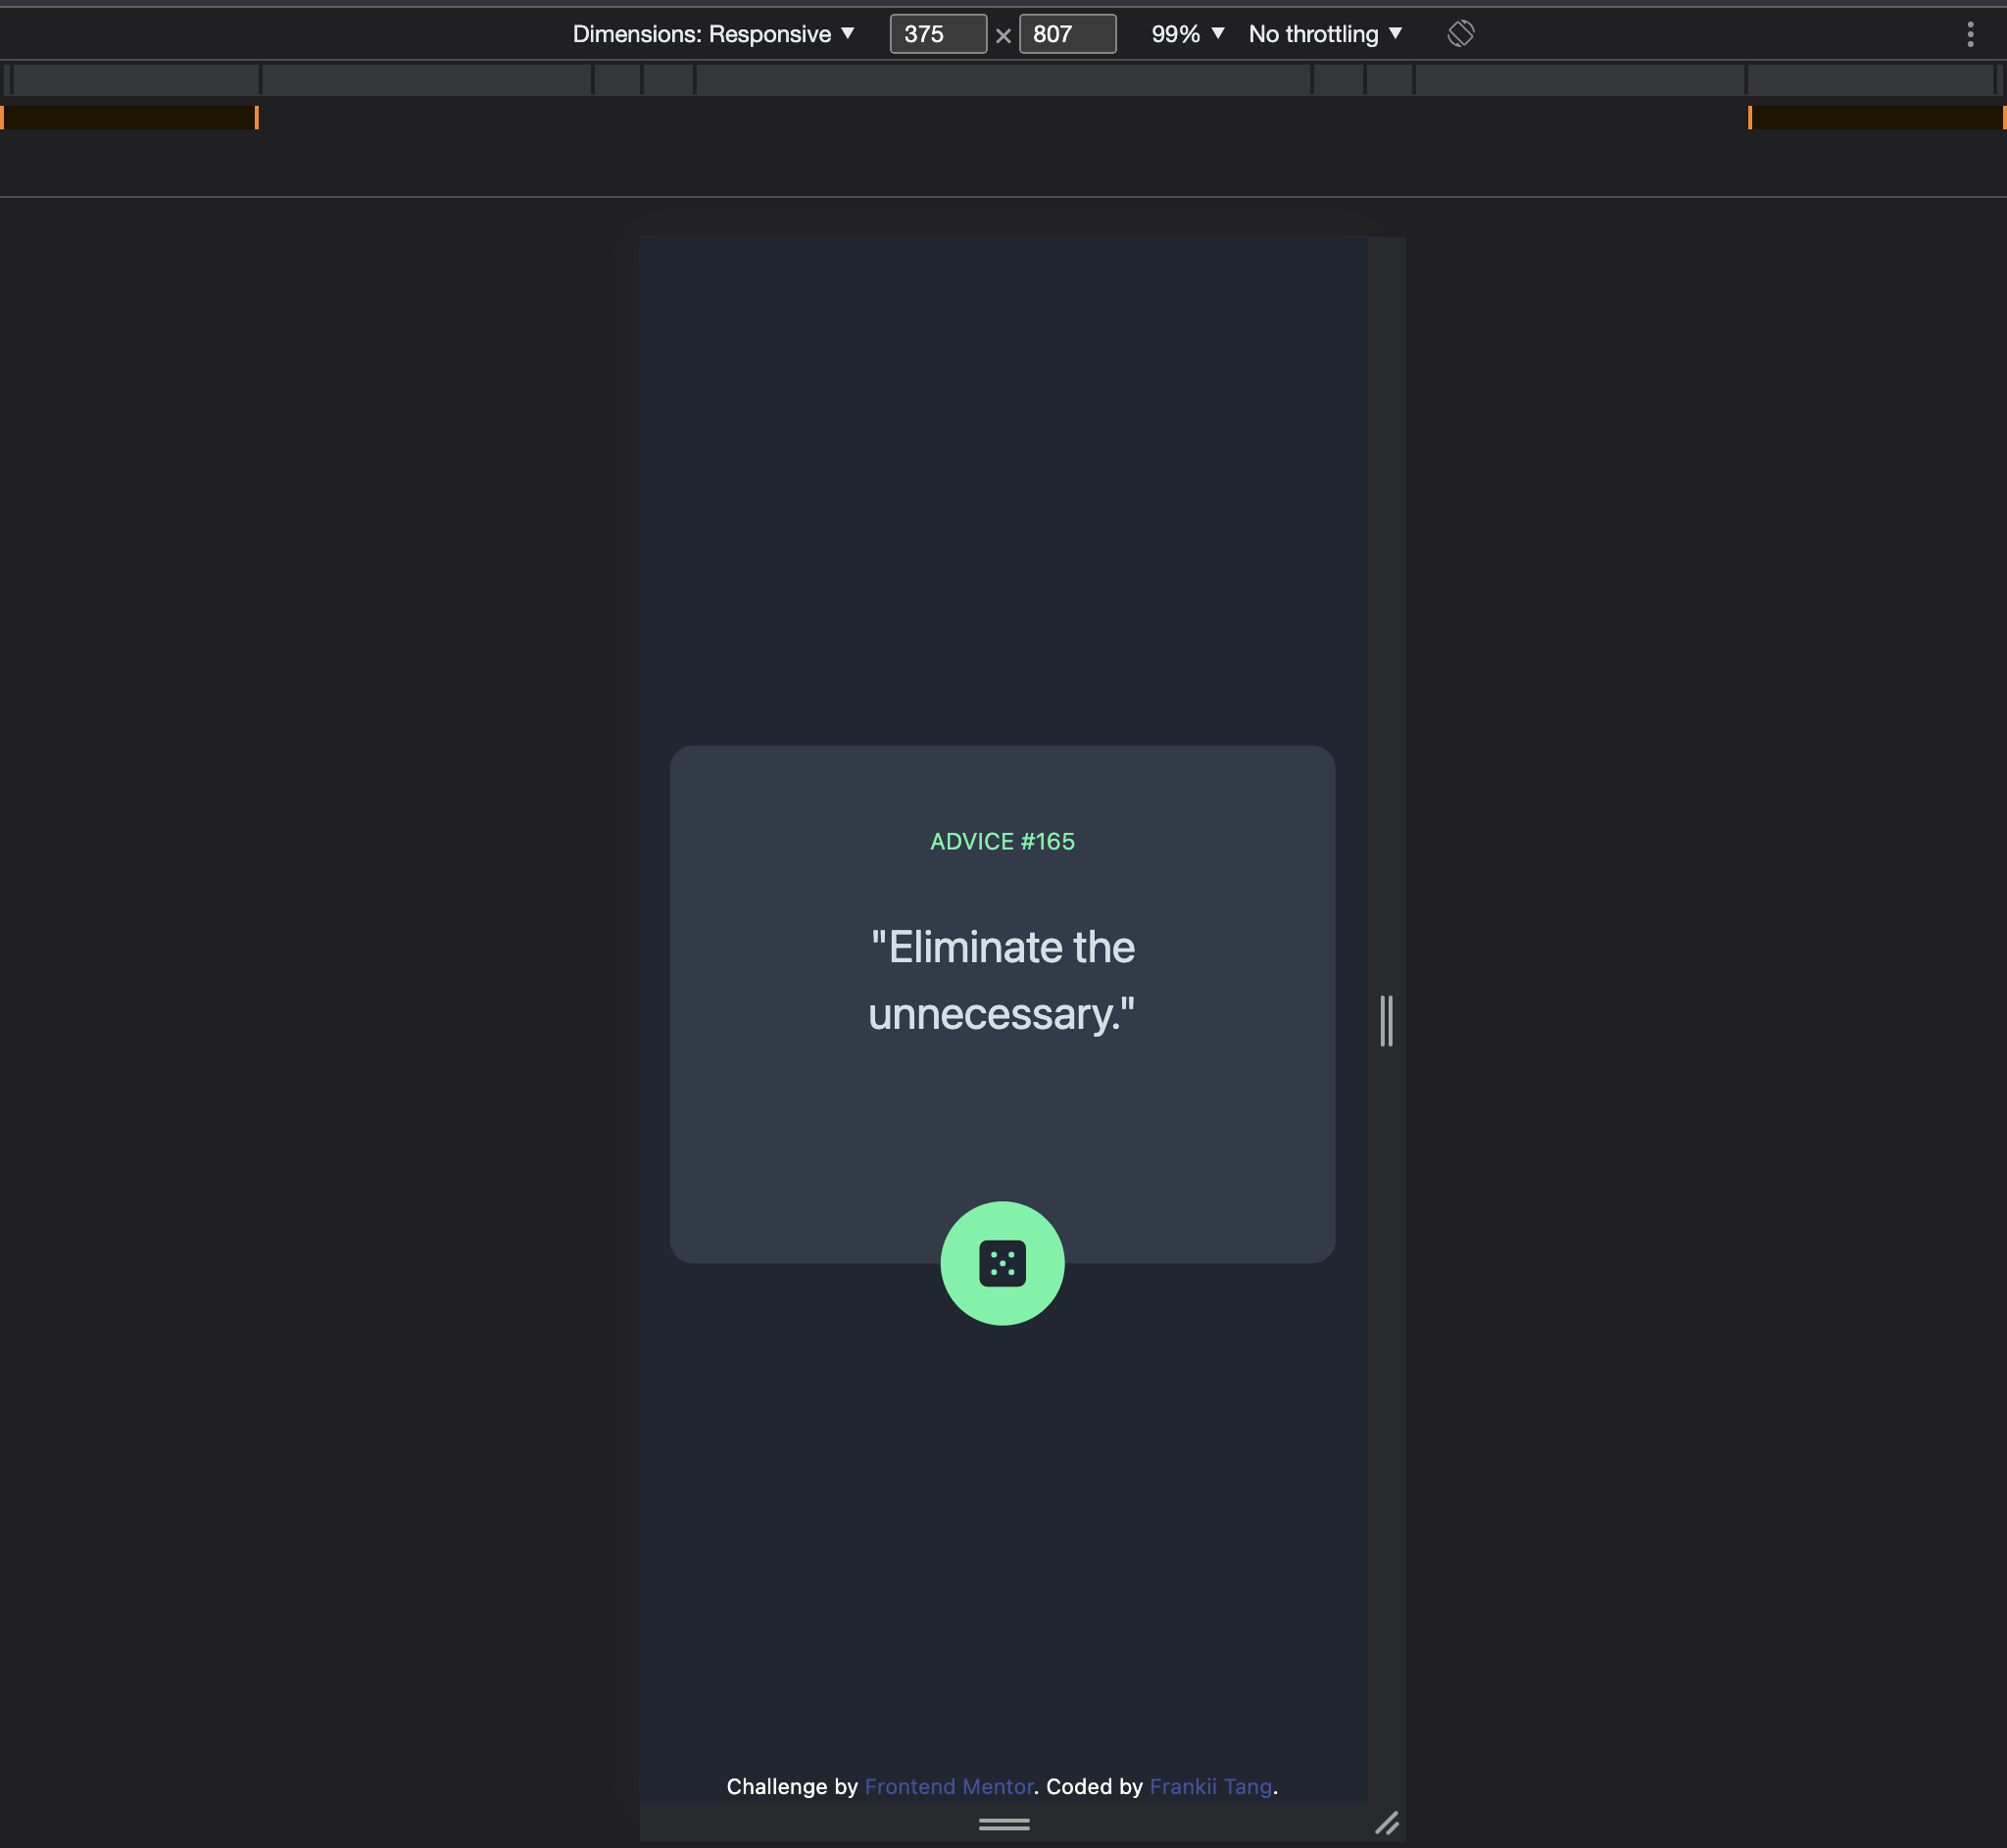 Dimensions: Responsive ▼ 375 × 807 99% ▼ No throttling ▼
ADVICE #165
"Eliminate the
unnecessary."
Challenge by Frontend Mentor. Coded by Frankii Tang.